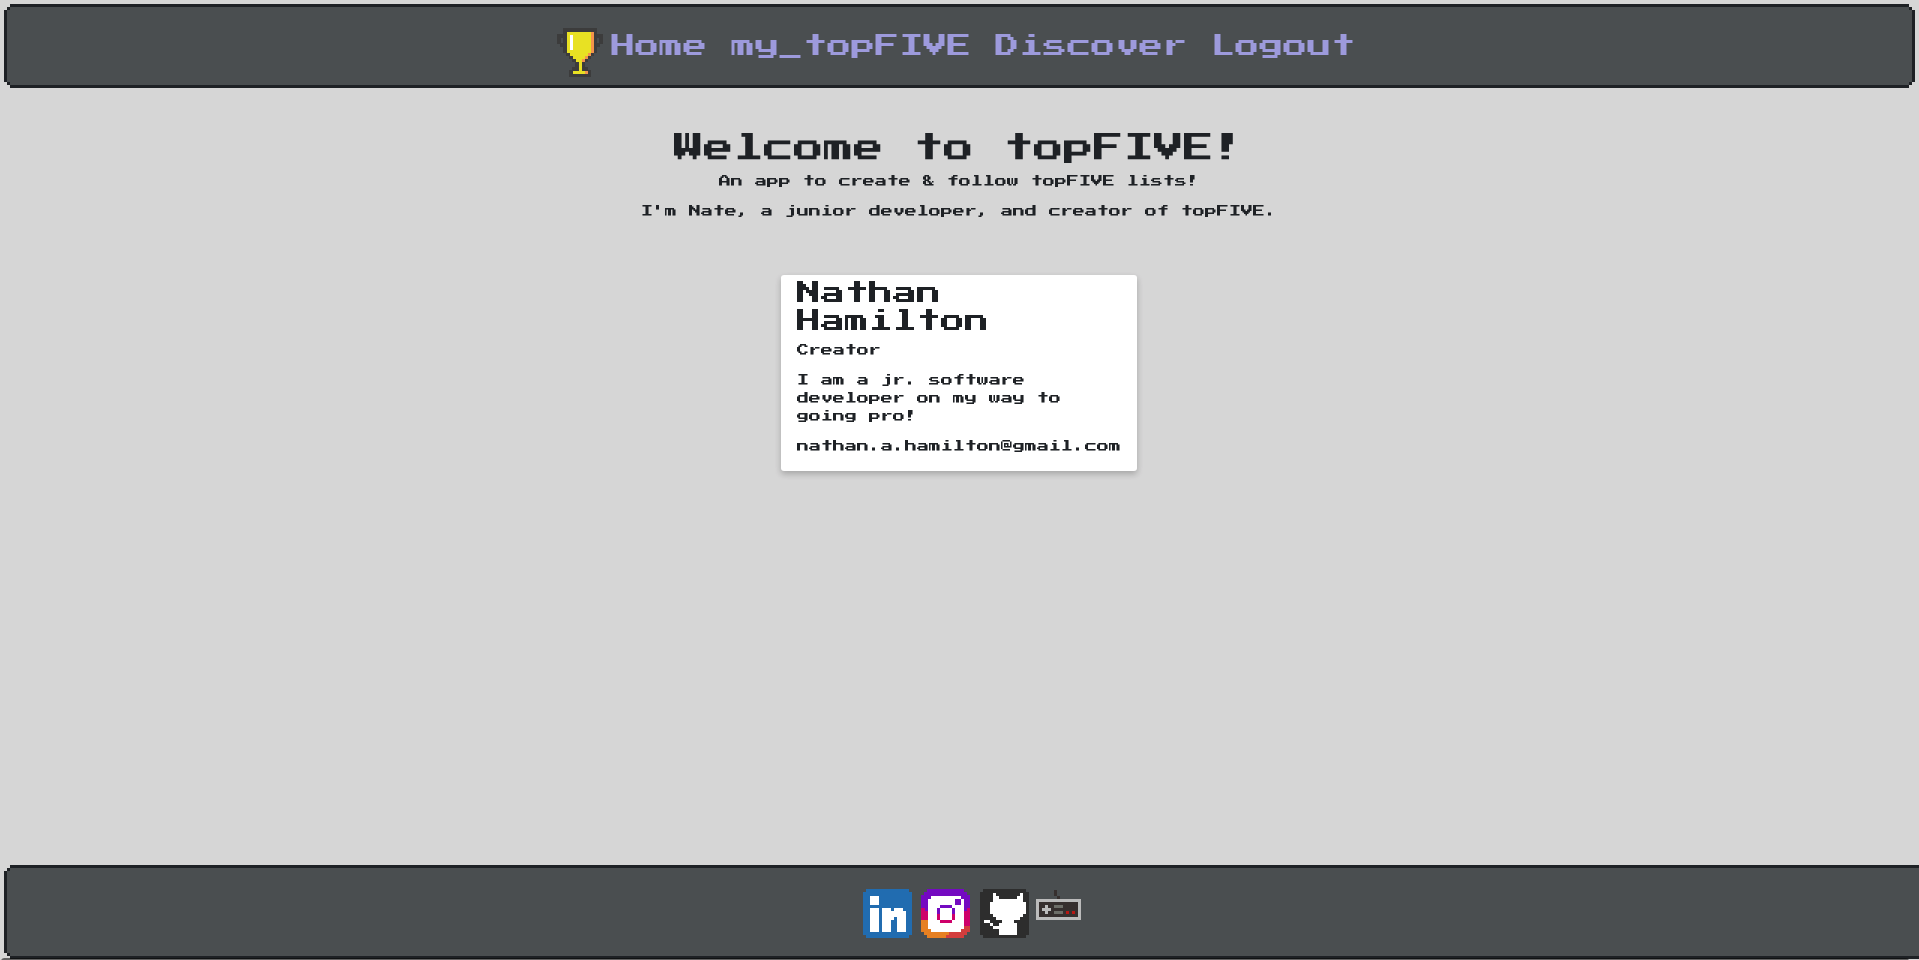 Home my_topFIVE Discover Logout
Welcome to topFIVE!
An app to create & follow topFIVE lists!
I'm Nate, a junior developer, and creator of topFIVE.
Nathan
Hamilton
Creator
I am a jr. software
developer on my way to
going pro!
nathan.a.hamilton@gmail.com
in